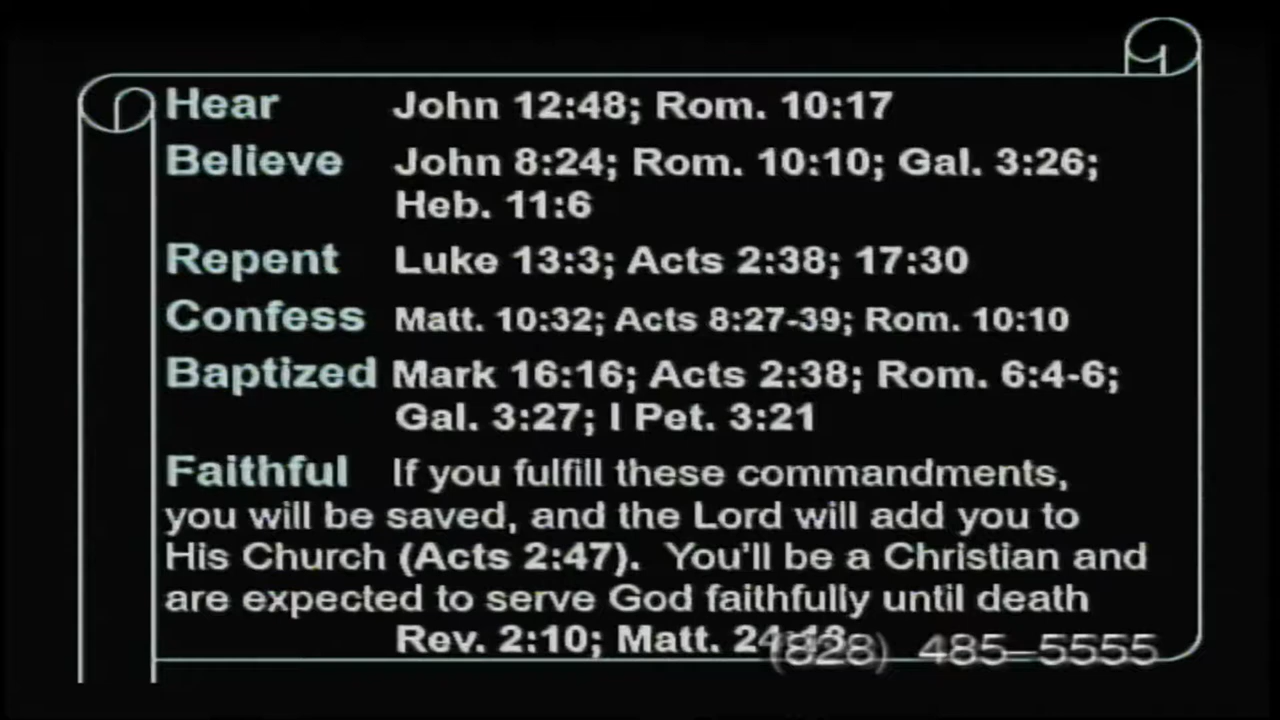 Hear John 12:48; Rom. 10:17
Believe John 8:24; Rom. 10:10; Gal. 3:26;
Heb. 11:6
Repent Luke 13:3; Acts 2:38; 17:30
Confess Matt. 10:32; Acts 8:27-39; Rom. 10:10
Baptized Mark 16:16; Acts 2:38; Rom. 6:4-6;
Gal. 3:27; I Pet. 3:21
Faithful If you fulfill these commandments,
you will be saved, and the Lord will add you to
His Church (Acts 2:47). You'll be a Christian and
are expected to serve God faithfully until death
Rev. 2:10; Matt.
(828) 485-5555